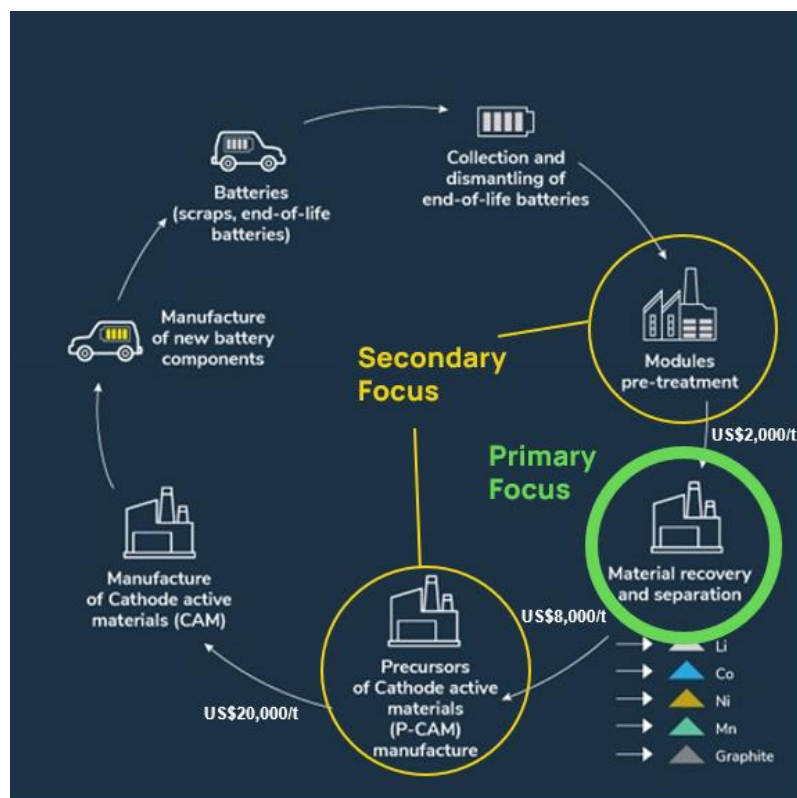 Batteries
(scraps, end-of-life
batteries)
Collection and
dismantling of
end-of-life batteries
Manufacture
of new battery
components
Secondary
Focus
Modules
pre-treatment
US$2,000/t
Primary
Focus
Material recovery
and separation
Manufacture
of Cathode active
materials (CAM)
US$8,000/t
Precursors
of Cathode active
materials
(P-CAM)
manufacture
US$20,000/t
Li
Co
Ni
Mn
Graphite